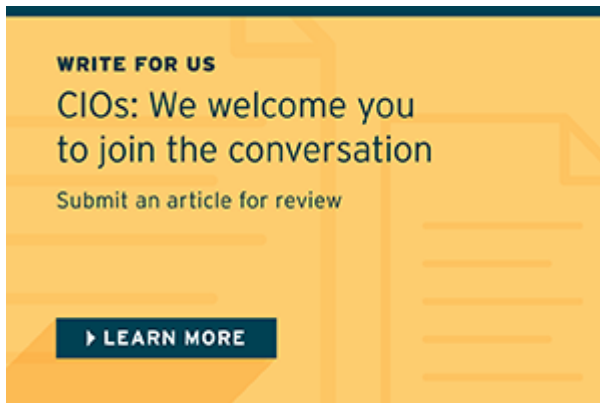 WRITE FOR US
CIOs: We welcome you
to join the conversation
Submit an article for review
LEARN MORE